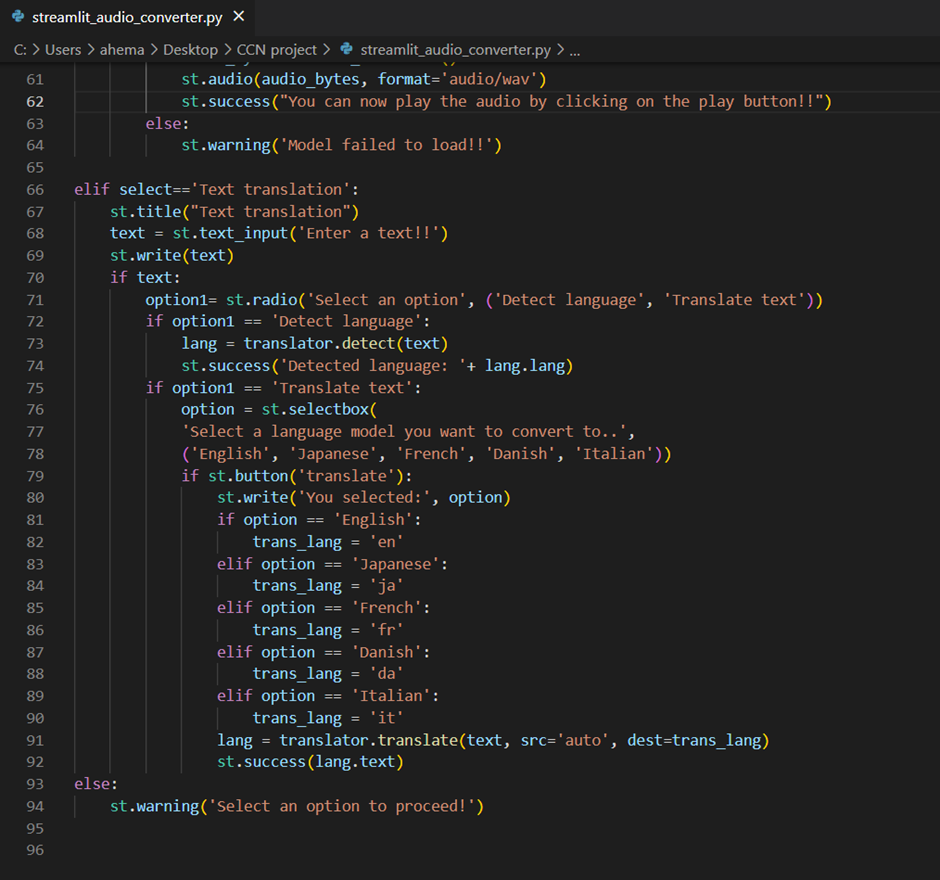 streamlit_audio_converter.py ×
C: > Users > ahema > Desktop > CCN project > streamlit_audio_converter.py > ...
61 st.audio(audio_bytes, format='audio/wav')
62 st.success("You can now play the audio by clicking on the play button!!")
63 else:
64 st.warning('Model failed to load!!')
65
66 elif select=='Text translation':
67 st.title("Text translation")
68 text = st.text_input('Enter a text!!')
69 st.write(text)
70 if text:
71 option1= st.radio('Select an option', ('Detect language', 'Translate text'))
72 if option1 == 'Detect language':
73 lang = translator.detect(text)
74 st.success('Detected language: '+ lang.lang)
75 if option1 == 'Translate text':
76 option = st.selectbox(
77 'Select a language model you want to convert to..',
78 ('English', 'Japanese', 'French', 'Danish', 'Italian'))
79 if st.button('translate'):
80 st.write('You selected:', option)
81 if option == 'English':
82 trans_lang = 'en'
83 elif option == 'Japanese':
84 trans_lang = 'ja'
85 elif option == 'French':
86 trans_lang = 'fr'
87 elif option == 'Danish':
88 trans_lang = 'da'
89 elif option == 'Italian':
90 trans_lang = 'it'
91 lang = translator.translate(text, src='auto', dest=trans_lang)
92 st.success(lang.text)
93 else:
94 st.warning('Select an option to proceed!')
95
96